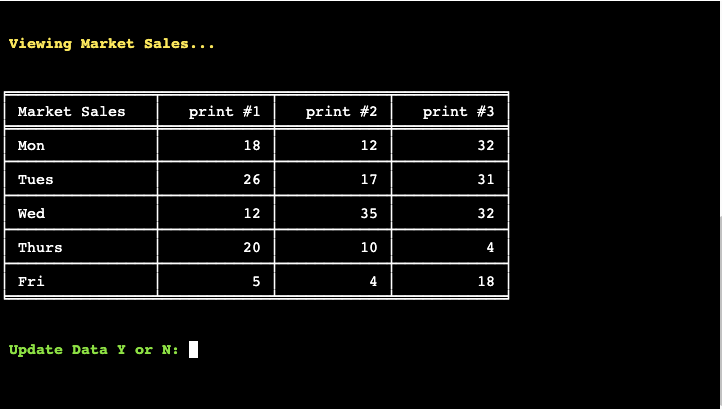 Viewing Market Sales...
Market Sales print #1 print #2 print #3
Mon 18 12 32
Tues 26 17 31
Wed 12 35 32
Thurs 20 10 4
Fri 5 4 18
Update Data Y or N: